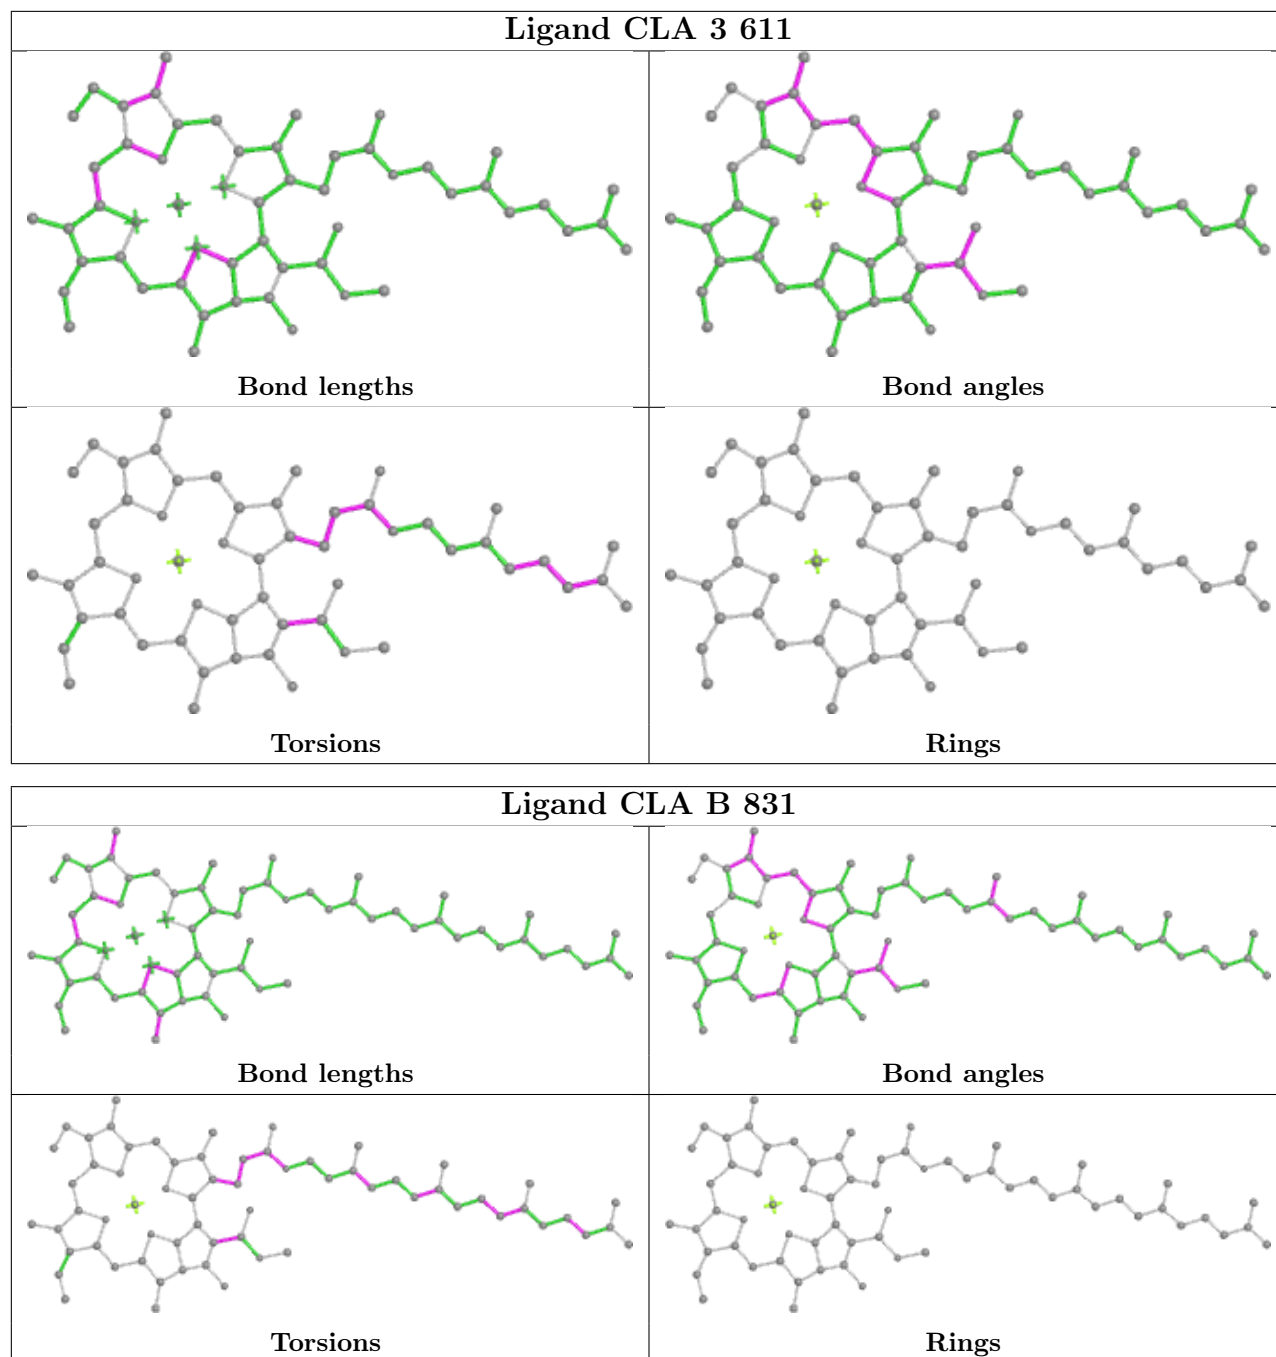 Ligand CLA 3 611
Bond lengths
Bond angles
Torsions
Rings
Ligand CLA B 831
Bond lengths
Bond angles
Torsions
Rings